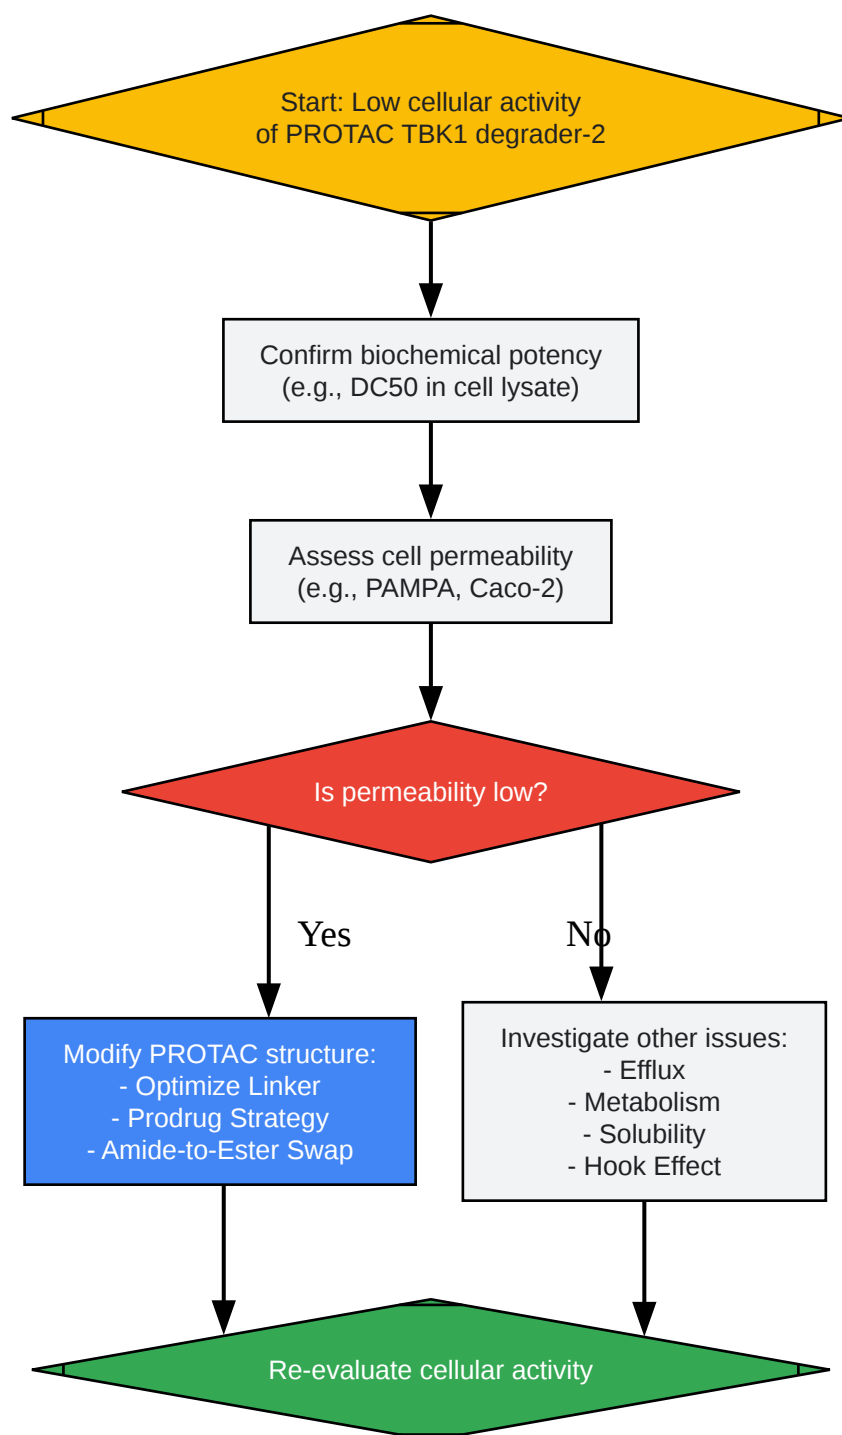 Start: Low cellular activity
of PROTAC TBK1 degrader-2
Confirm biochemical potency
(e.g., DC50 in cell lysate)
Assess cell permeability
(e.g., PAMPA, Caco-2)
Is permeability low?
Yes
No
Modify PROTAC structure:
- Optimize Linker
- Prodrug Strategy
- Amide-to-Ester Swap
Investigate other issues:
- Efflux
- Metabolism
- Solubility
- Hook Effect
Re-evaluate cellular activity